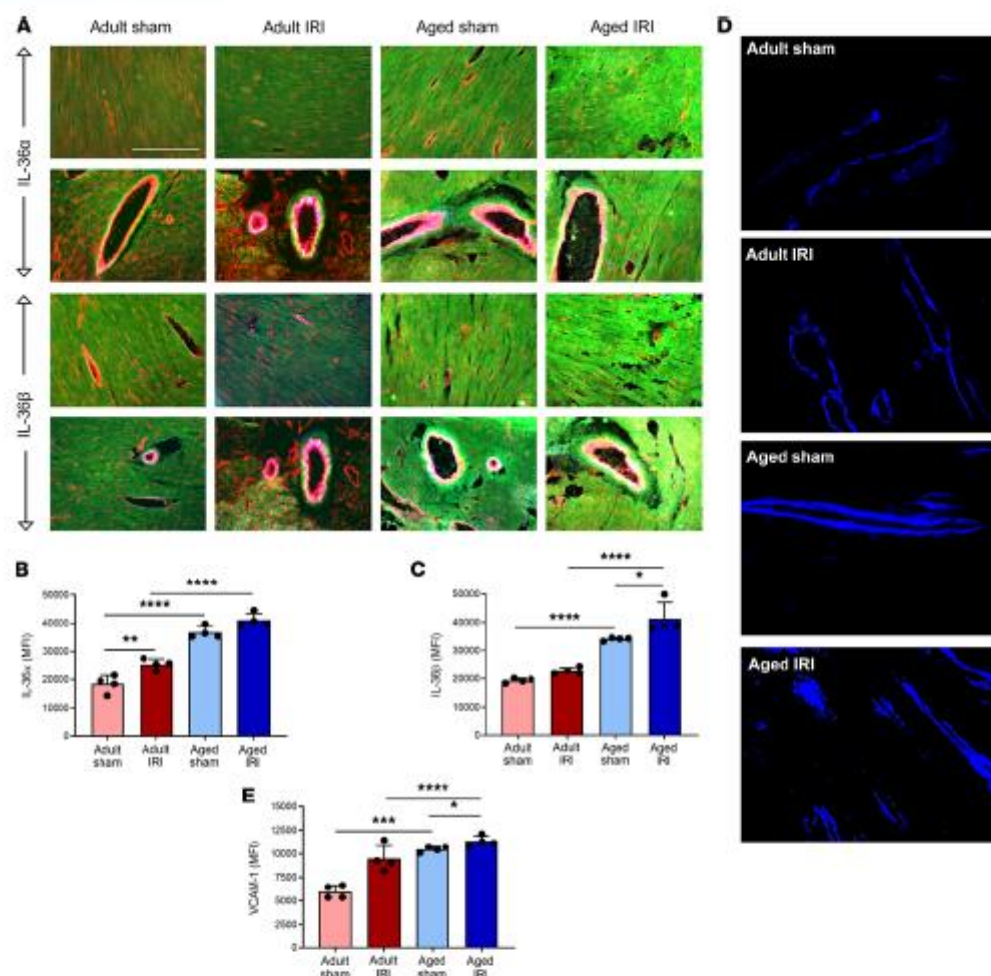 A
Adult sham
Adult IRI
Aged sham
Aged IRI
IL-36α
IL-36β
D
Adult sham
Adult IRI
Aged sham
Aged IRI
B
****
****
**
IL-36α (MFI)
50000
40000
30000
20000
10000
0
Adult sham
Adult IRI
Aged sham
Aged IRI
C
****
*
****
IL-36β (MFI)
50000
40000
30000
20000
10000
0
Adult sham
Adult IRI
Aged sham
Aged IRI
E
****
*
***
VCAM-1 (MFI)
15000
12500
10000
7500
5000
2500
0
Adult sham
Adult IRI
Aged sham
Aged IRI